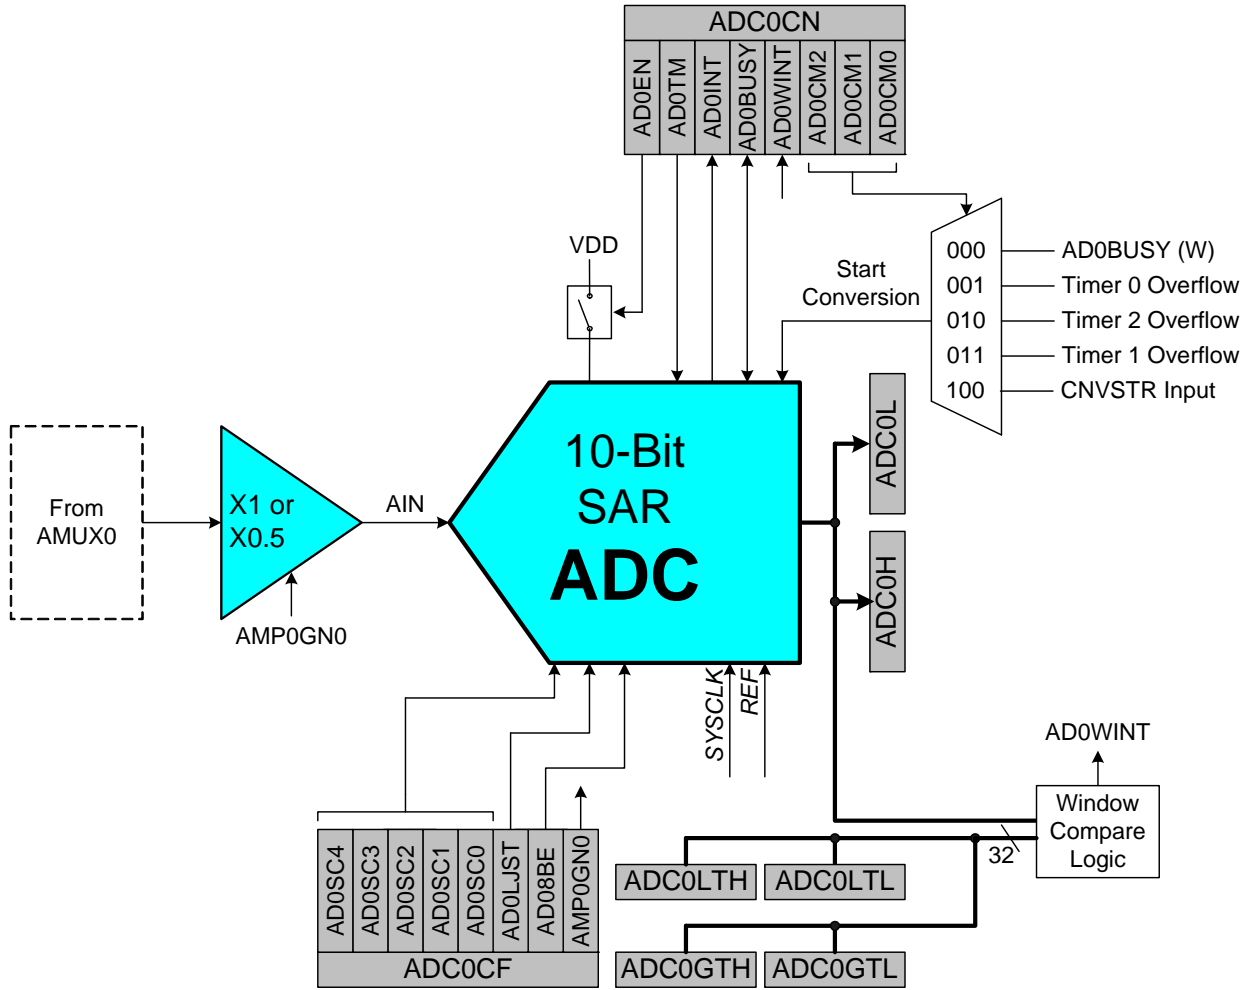 ADC0CN
AD0EN
AD0TM
AD0INT
AD0BUSY
AD0WINT
AD0CM2
AD0CM1
AD0CM0
VDD
Start
Conversion
000
001
010
011
100
AD0BUSY (W)
Timer 0 Overflow
Timer 2 Overflow
Timer 1 Overflow
CNVSTR Input
From
AMUX0
X1 or
X0.5
AIN
AMP0GN0
10-Bit
SAR
ADC
ADC0L
ADC0H
SYSCLK
REF
AD0WINT
Window
Compare
Logic
32
AD0SC4
AD0SC3
AD0SC2
AD0SC1
AD0SC0
AD0LJST
AD08BE
AMP0GN0
ADC0CF
ADC0LTH
ADC0LTL
ADC0GTH
ADC0GTL